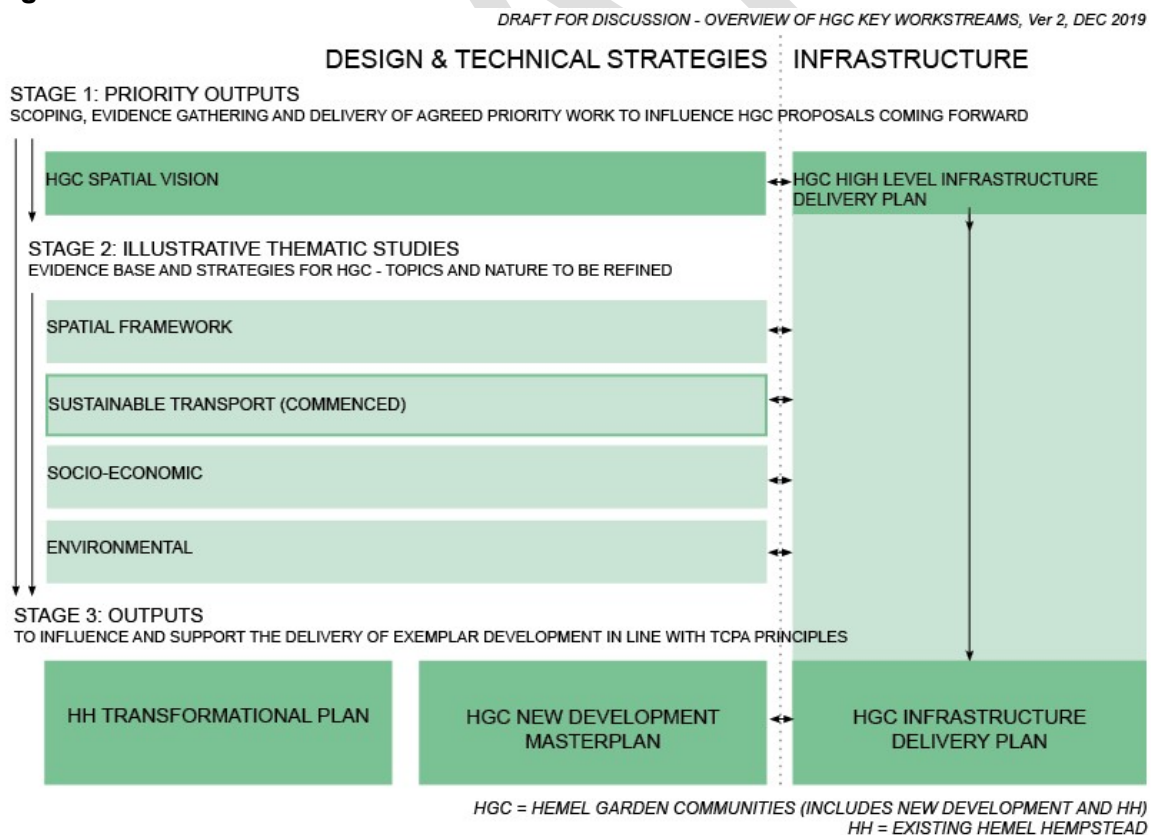 DRAFT FOR DISCUSSION - OVERVIEW OF HGC KEY WORKSTREAMS, Ver 2, DEC 2019
DESIGN & TECHNICAL STRATEGIES
INFRASTRUCTURE
STAGE 1: PRIORITY OUTPUTS
SCOPING, EVIDENCE GATHERING AND DELIVERY OF AGREED PRIORITY WORK TO INFLUENCE HGC PROPOSALS COMING FORWARD
HGC SPATIAL VISION
HGC HIGH LEVEL INFRASTRUCTURE
DELIVERY PLAN
STAGE 2: ILLUSTRATIVE THEMATIC STUDIES
EVIDENCE BASE AND STRATEGIES FOR HGC - TOPICS AND NATURE TO BE REFINED
SPATIAL FRAMEWORK
SUSTAINABLE TRANSPORT (COMMENCED)
SOCIO-ECONOMIC
ENVIRONMENTAL
STAGE 3: OUTPUTS
TO INFLUENCE AND SUPPORT THE DELIVERY OF EXEMPLAR DEVELOPMENT IN LINE WITH TCPA PRINCIPLES
HH TRANSFORMATIONAL PLAN
HGC NEW DEVELOPMENT
MASTERPLAN
HGC INFRASTRUCTURE
DELIVERY PLAN
HGC = HEMEL GARDEN COMMUNITIES (INCLUDES NEW DEVELOPMENT AND HH)
HH = EXISTING HEMEL HEMPSTEAD